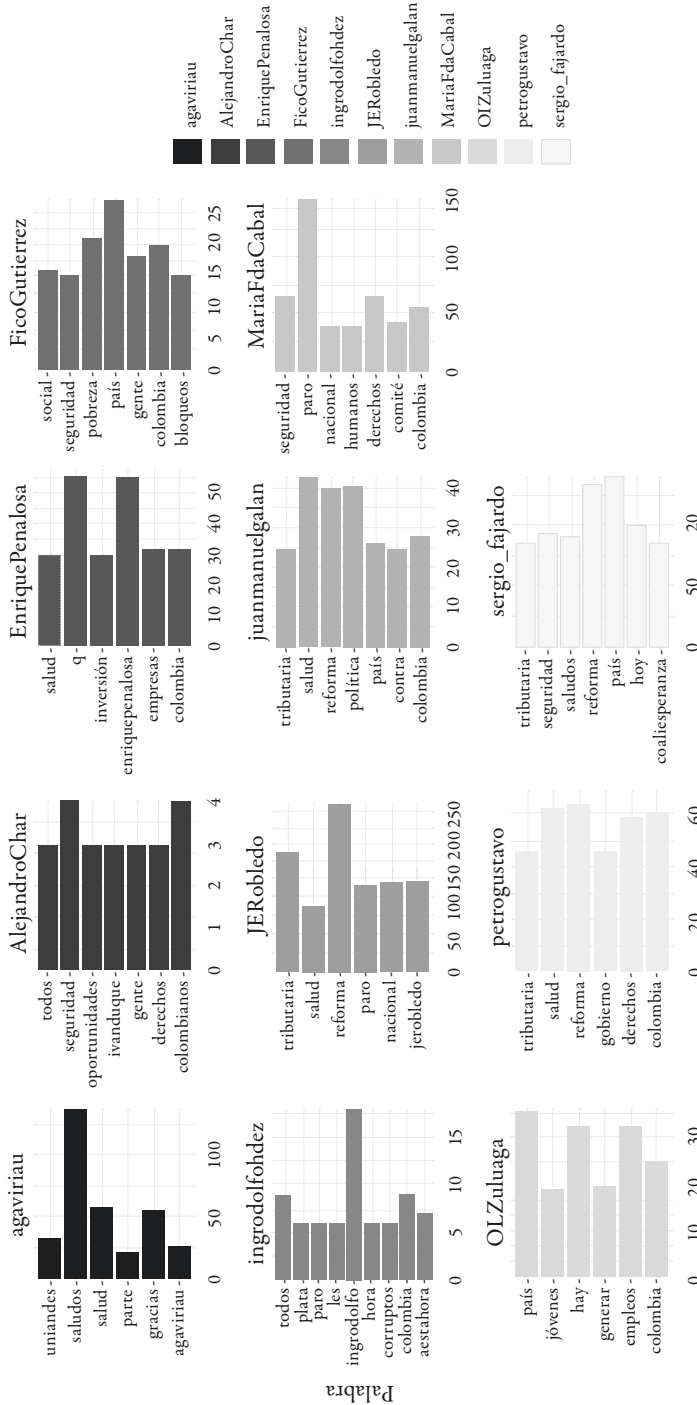 agaviriau
uniandes
saludos
salud
parte
gracias
agaviriau
0 50 100
AlejandroChar
todos
seguridad
oportunidades
ivanduque
gente
derechos
colombianos
0 1 2 3 4
EnriquePenalosa
salud
q
inversión
enriquepenalosa
empresas
colombia
0 10 20 30 30 50
FicoGutierrez
social
seguridad
pobreza
país
gente
colombia
bloqueos
0 5 10 15 20 25
ingrodolfohdez
todos
plata
paro
les
ingrodolfo
hora
corruptos
colombia
aestahora
0 5 10 15
JERobledo
tributaria
salud
reforma
paro
nacional
jerobledo
0 50 100 150 200 250
juanmanuelgalan
tributaria
salud
reforma
política
país
contra
colombia
0 10 20 30 40
MariaFdaCabal
seguridad
paro
nacional
humanos
derechos
comité
colombia
0 50 100 150
OLZuluaga
país
jóvenes
hay
generar
empleos
colombia
0 10 20 30
petrogustavo
tributaria
salud
reforma
gobierno
derechos
colombia
0 20 40 60
sergio_fajardo
tributaria
seguridad
saludos
reforma
país
hoy
coaliesperanza
0 50 20
Palabra
agaviriau
AlejandroChar
EnriquePenalosa
FicoGutierrez
ingrodolfohdez
JERobledo
juanmanuelgalan
MariaFdaCabal
OIZuluaga
petrogustavo
sergio_fajardo